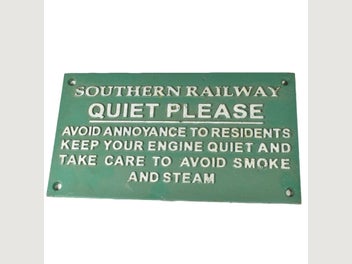 SOUTHERN RAILWAY
QUIET PLEASE
AVOID ANNOYANCE TO RESIDENTS
KEEP YOUR ENGINE QUIET AND
TAKE CARE TO AVOID SMOKE
AND STEAM